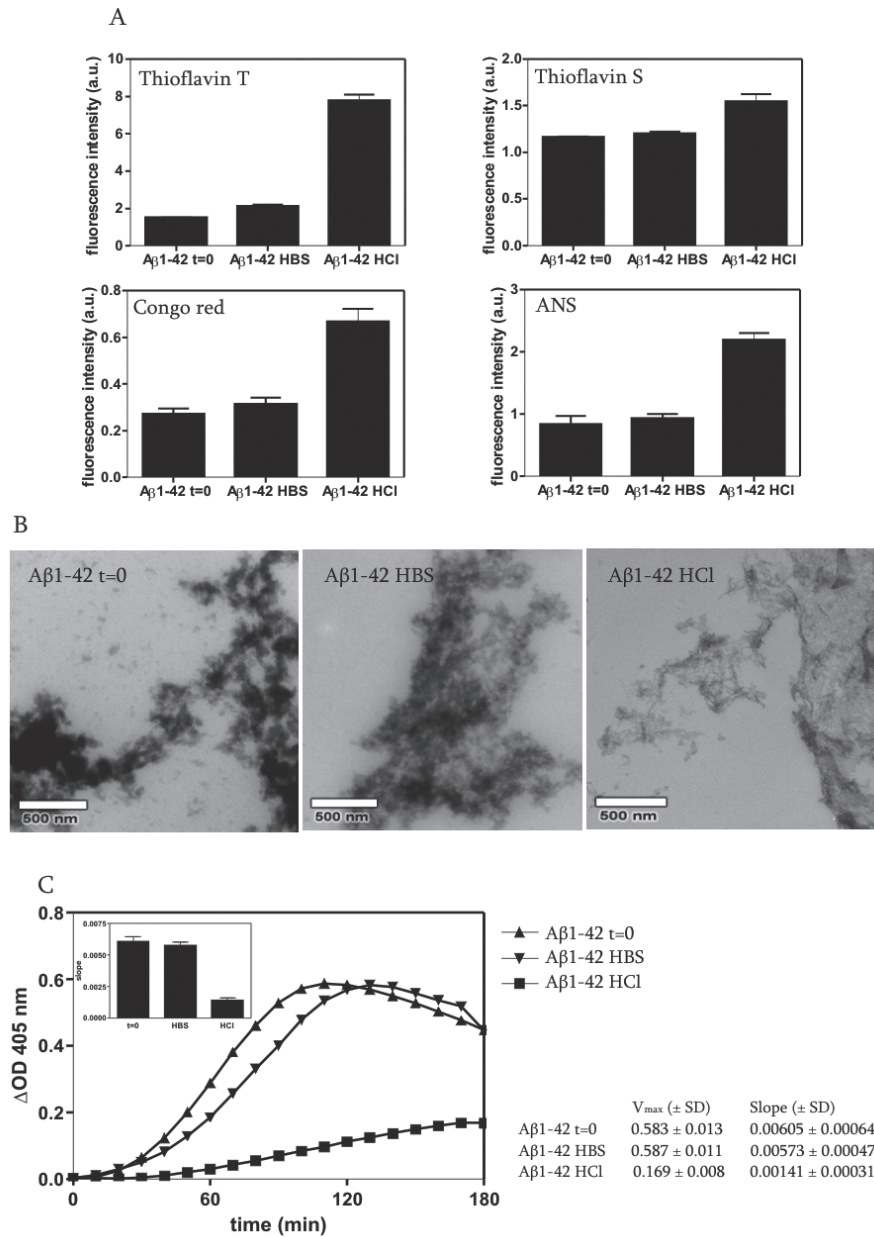 A
Thioflavin T
fluorescence intensity (a.u.)
10
8
6
4
2
0
Aβ1-42 t=0 Aβ1-42 HBS Aβ1-42 HCl
Thioflavin S
fluorescence intensity (a.u.)
2.0
1.5
1.0
0.5
0.0
Aβ1-42 t=0 Aβ1-42 HBS Aβ1-42 HCl
Congo red
fluorescence intensity (a.u.)
0.8
0.6
0.4
0.2
0.0
Aβ1-42 t=0 Aβ1-42 HBS Aβ1-42 HCl
ANS
fluorescence intensity (a.u.)
3
2
1
0
Aβ1-42 t=0 Aβ1-42 HBS Aβ1-42 HCl
B
Aβ1-42 t=0
500 nm
Aβ1-42 HBS
500 nm
Aβ1-42 HCl
500 nm
C
ΔOD 405 nm
0.8
0.6
0.4
0.2
0.0
0 60 120 180
time (min)
slope
0.0075
0.0050
0.0025
0.0000
t=0 HBS HCl
Aβ1-42 t=0
Aβ1-42 HBS
Aβ1-42 HCl
Vmax (± SD) Slope (± SD)
Aβ1-42 t=0 0.583 ± 0.013 0.00605 ± 0.00064
Aβ1-42 HBS 0.587 ± 0.011 0.00573 ± 0.00047
Aβ1-42 HCl 0.169 ± 0.008 0.00141 ± 0.00031